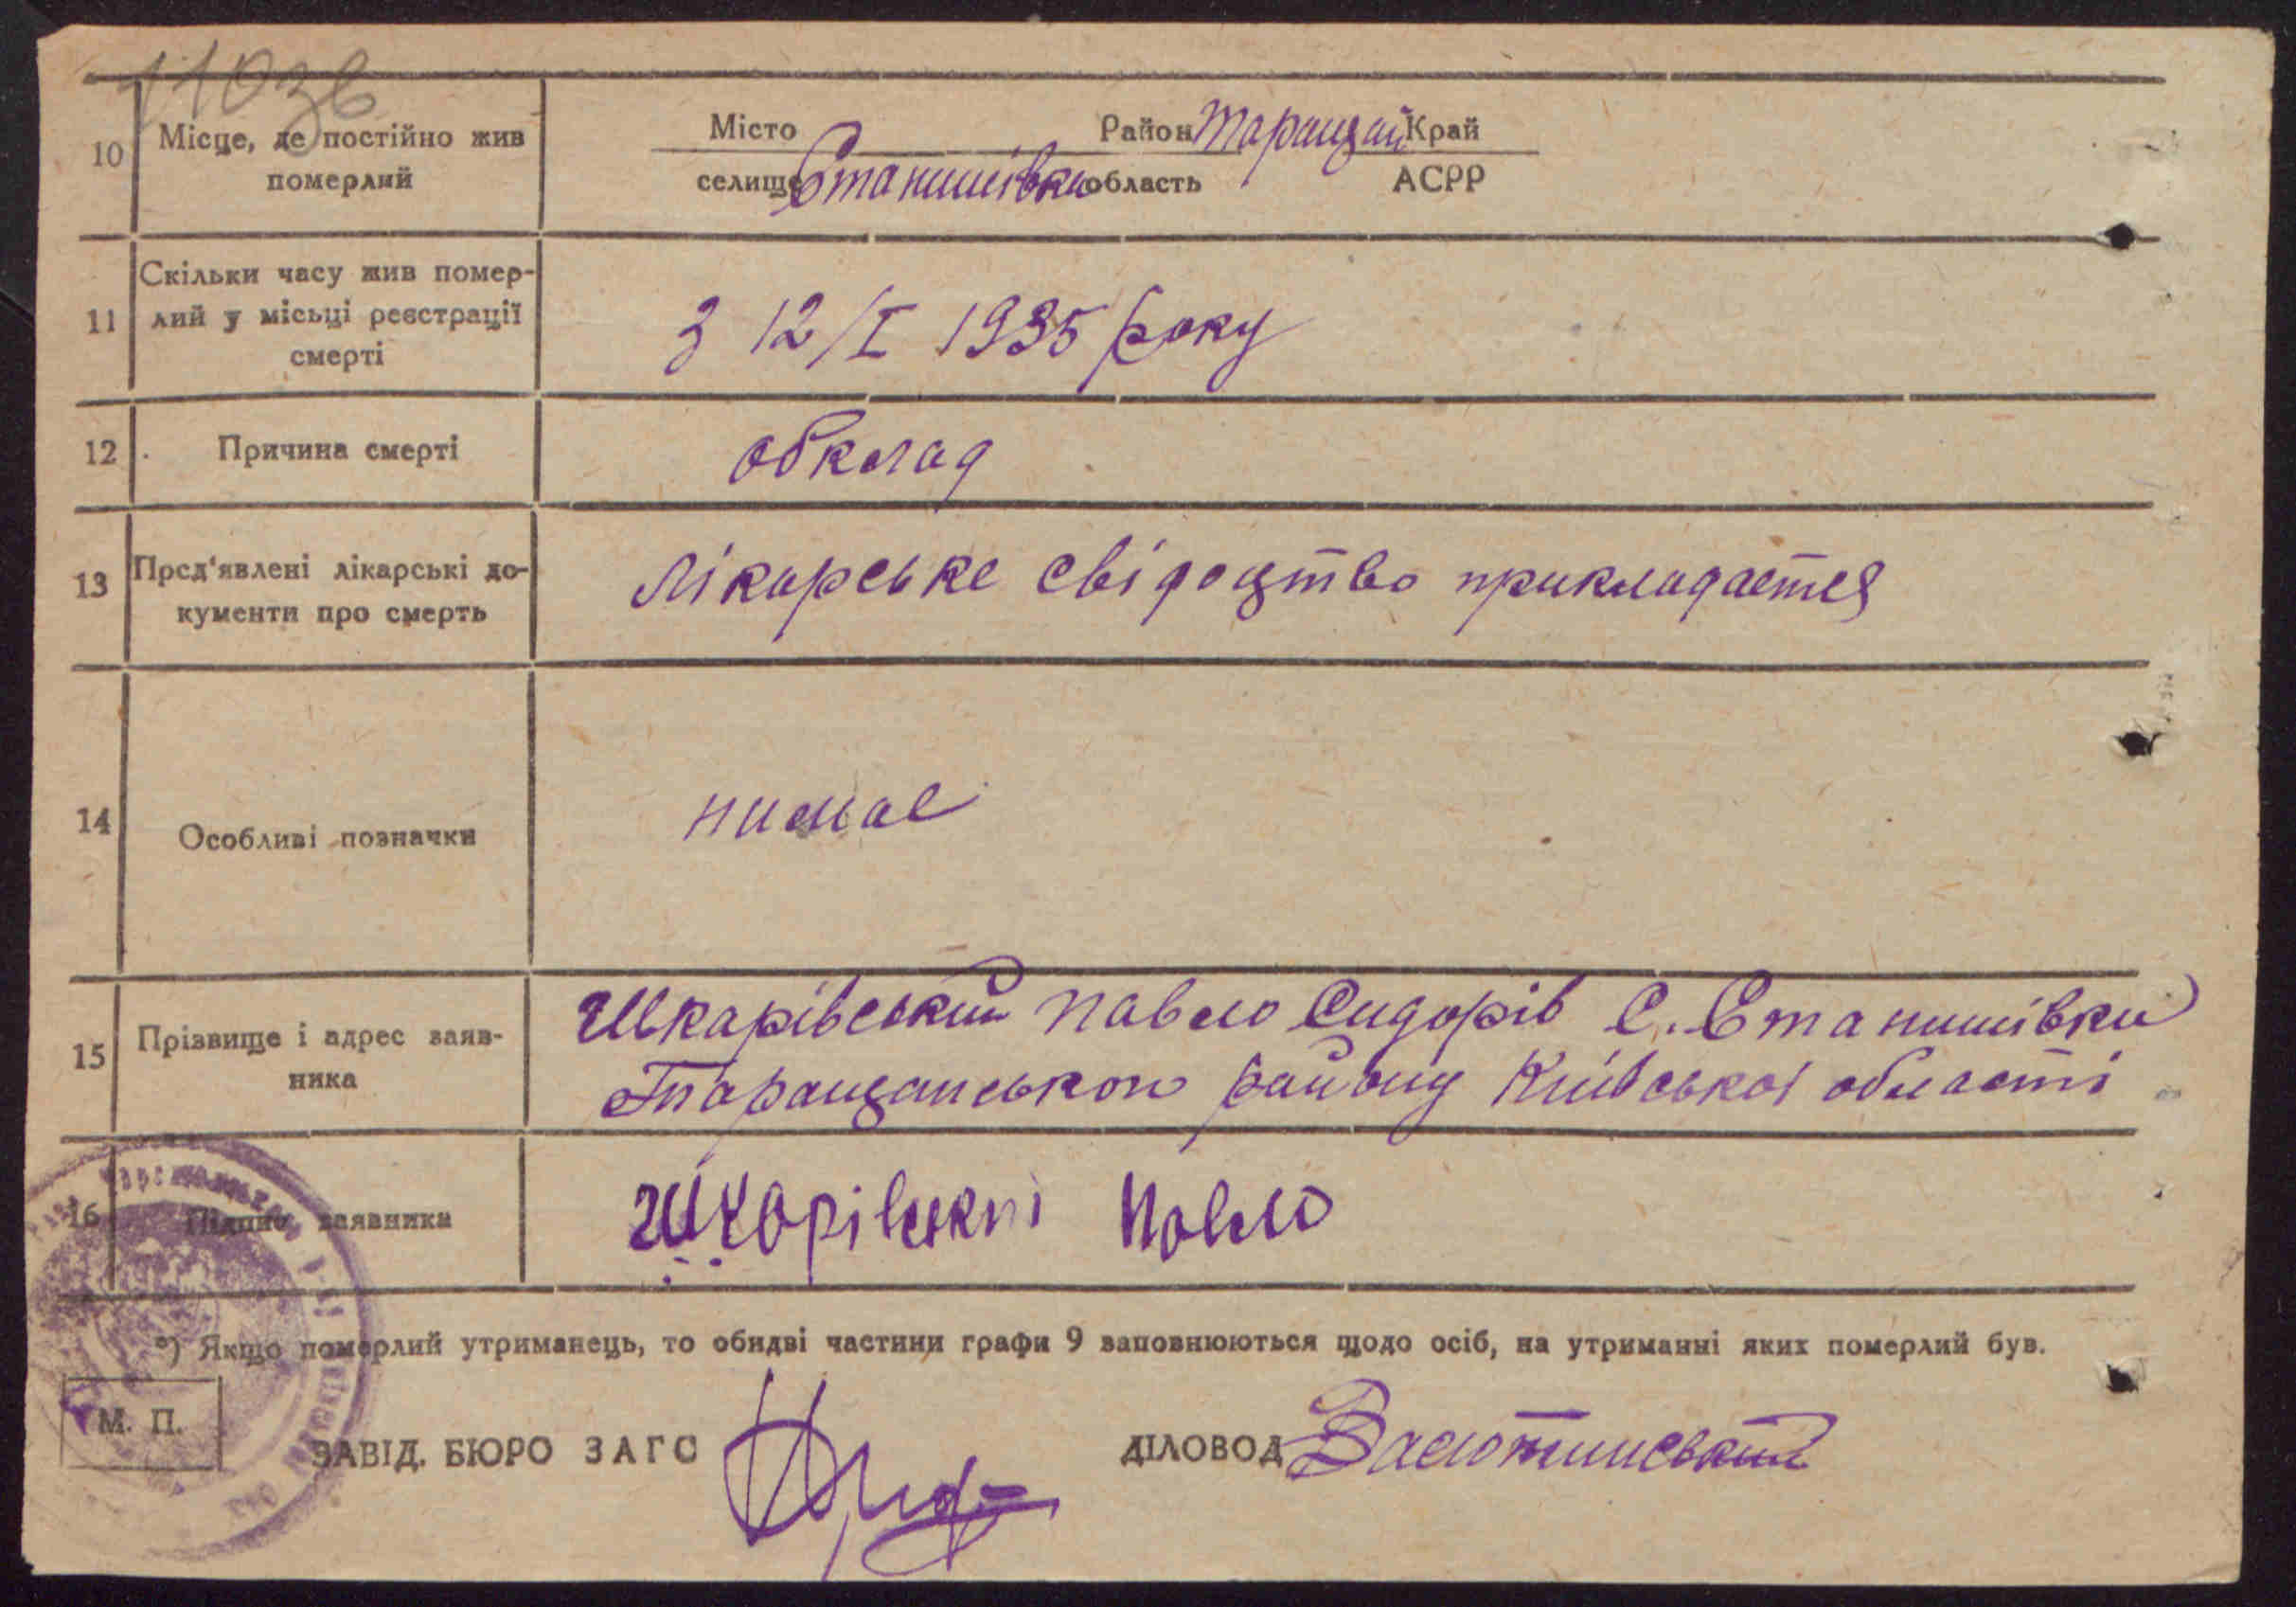 11036
10 Місце, де постійно жив
померлий
Місто Район Таращан Край
селище Станишівка область АСРР
11 Скільки часу жив помер-
лий у місьці реєстрації
смерті
З 12/I 1935 року
12 Причина смерті
обклад
13 Пред'явлені лікарські до-
кументи про смерть
Лікарське свідоцтво прикладаетця
14 Особливі позначки
нимае
15 Прізвище і адрес заяв-
ника
Шкарівський Павло Сидорів С. Станишівки
Таращанського району Київської області
16 Підпис заявника
Шкарівскиі Павло
*) Якщо померлий утриманець, то обидві частини графи 9 заповнюються щодо осіб, на утриманні яких померлий був.
М. П.
ЗАВІД. БЮРО ЗАГС
ДІЛОВОД